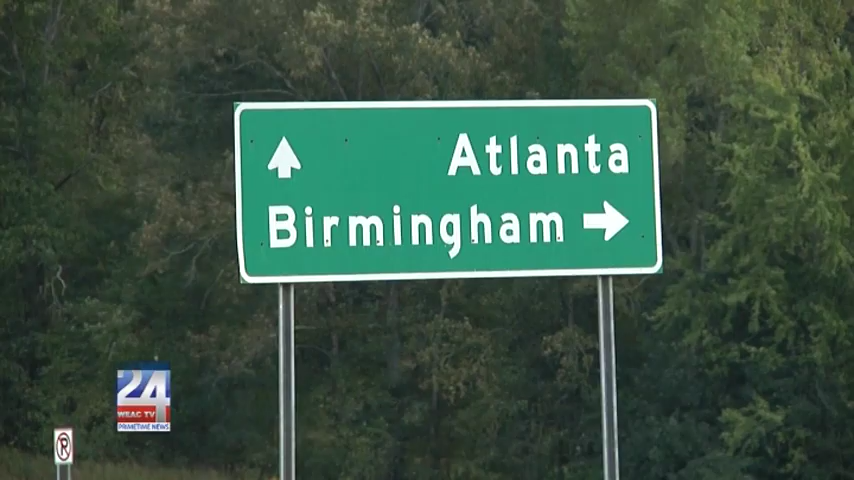 Atlanta
Birmingham
24
WEAC TV
PRIMETIME NEWS
R